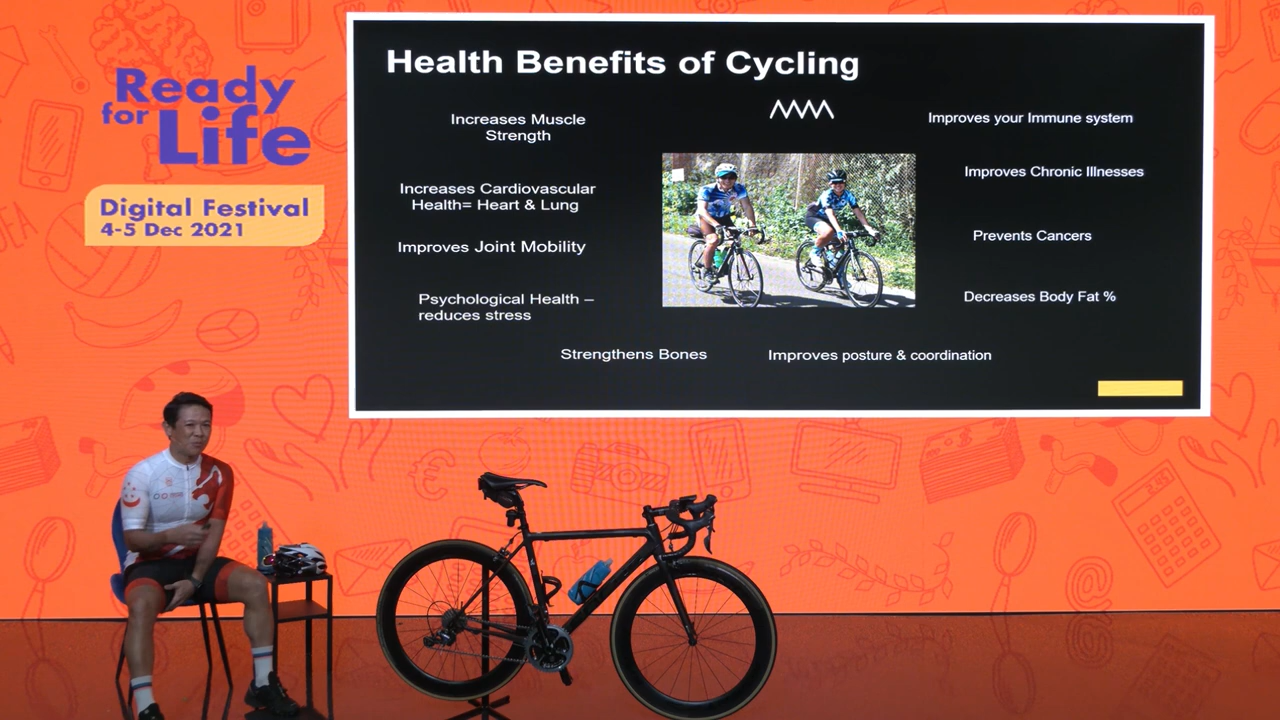 Ready
for
Life
Digital Festival
4-5 Dec 2021
Health Benefits of Cycling
Increases Muscle
Strength
Increases Cardiovascular
Health= Heart & Lung
Improves Joint Mobility
Psychological Health –
reduces stress
Strengthens Bones
Improves posture & coordination
Improves your Immune system
Improves Chronic Illnesses
Prevents Cancers
Decreases Body Fat %